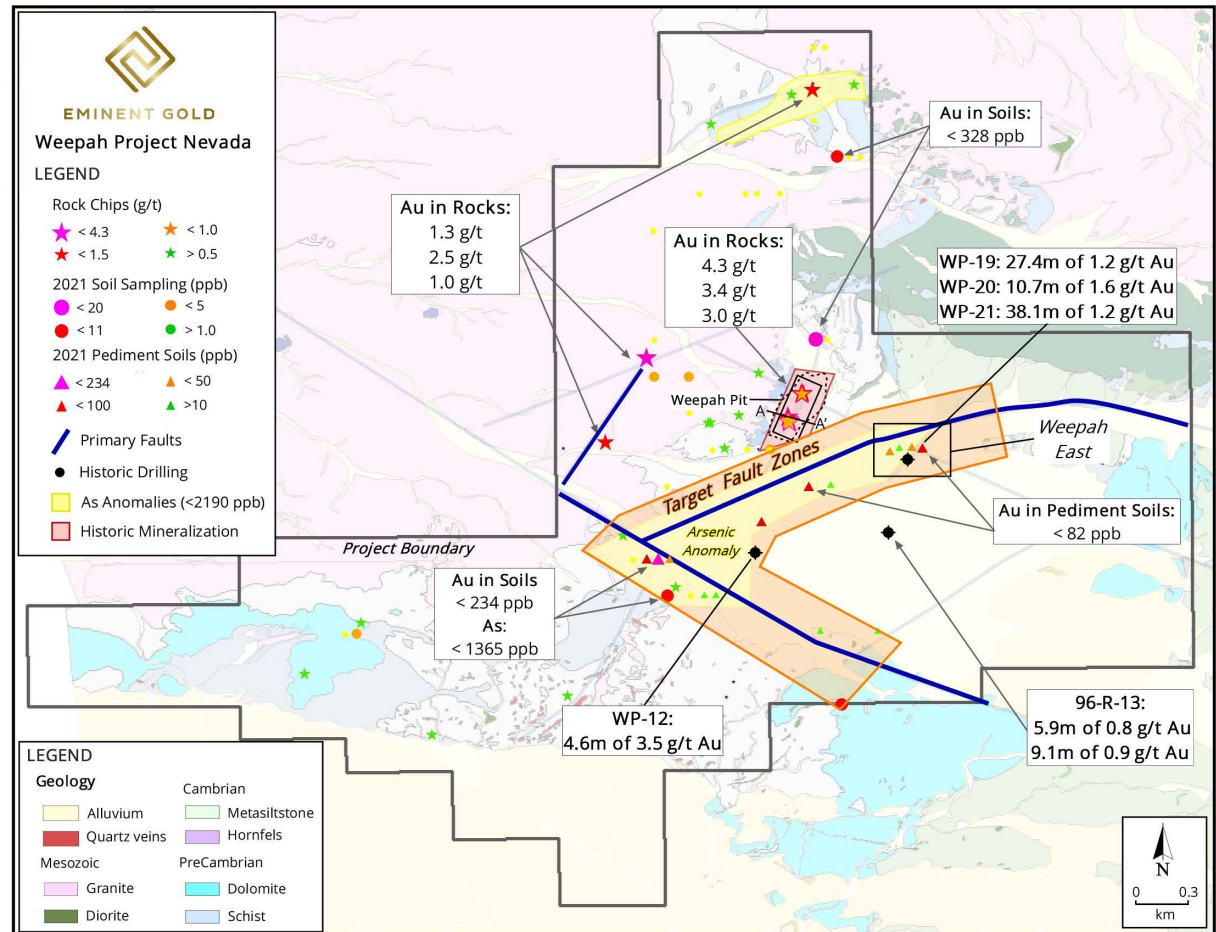 EMINENT GOLD
Weepah Project Nevada
LEGEND
Rock Chips (g/t)
< 4.3
< 1.0
< 1.5
> 0.5
2021 Soil Sampling (ppb)
< 20
< 5
< 11
> 1.0
2021 Pediment Soils (ppb)
< 234
< 50
< 100
>10
Primary Faults
Historic Drilling
As Anomalies (<2190 ppb)
Historic Mineralization
Au in Soils:
< 328 ppb
Au in Rocks:
1.3 g/t
2.5 g/t
1.0 g/t
Au in Rocks:
4.3 g/t
3.4 g/t
3.0 g/t
WP-19: 27.4m of 1.2 g/t Au
WP-20: 10.7m of 1.6 g/t Au
WP-21: 38.1m of 1.2 g/t Au
Weepah Pit
A
A'
Weepah
East
Target Fault Zones
Au in Pediment Soils:
< 82 ppb
Arsenic
Anomaly
Project Boundary
Au in Soils
< 234 ppb
As:
< 1365 ppb
WP-12:
4.6m of 3.5 g/t Au
96-R-13:
5.9m of 0.8 g/t Au
9.1m of 0.9 g/t Au
LEGEND
Geology
Alluvium
Quartz veins
Mesozoic
Granite
Diorite
Cambrian
Metasiltstone
Hornfels
PreCambrian
Dolomite
Schist
N
0 0.3
km